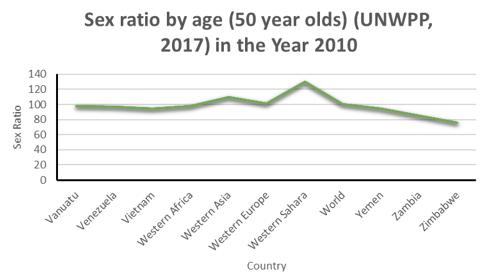 Sex ratio by age (50 year olds) (UNWPP,
2017) in the Year 2010
140
120
100
80
60
40
20
0
Sex Ratio
Vanuatu
Venezuela
Vietnam
Western Africa
Western Asia
Western Europe
Western Sahara
World
Yemen
Zambia
Zimbabwe
Country